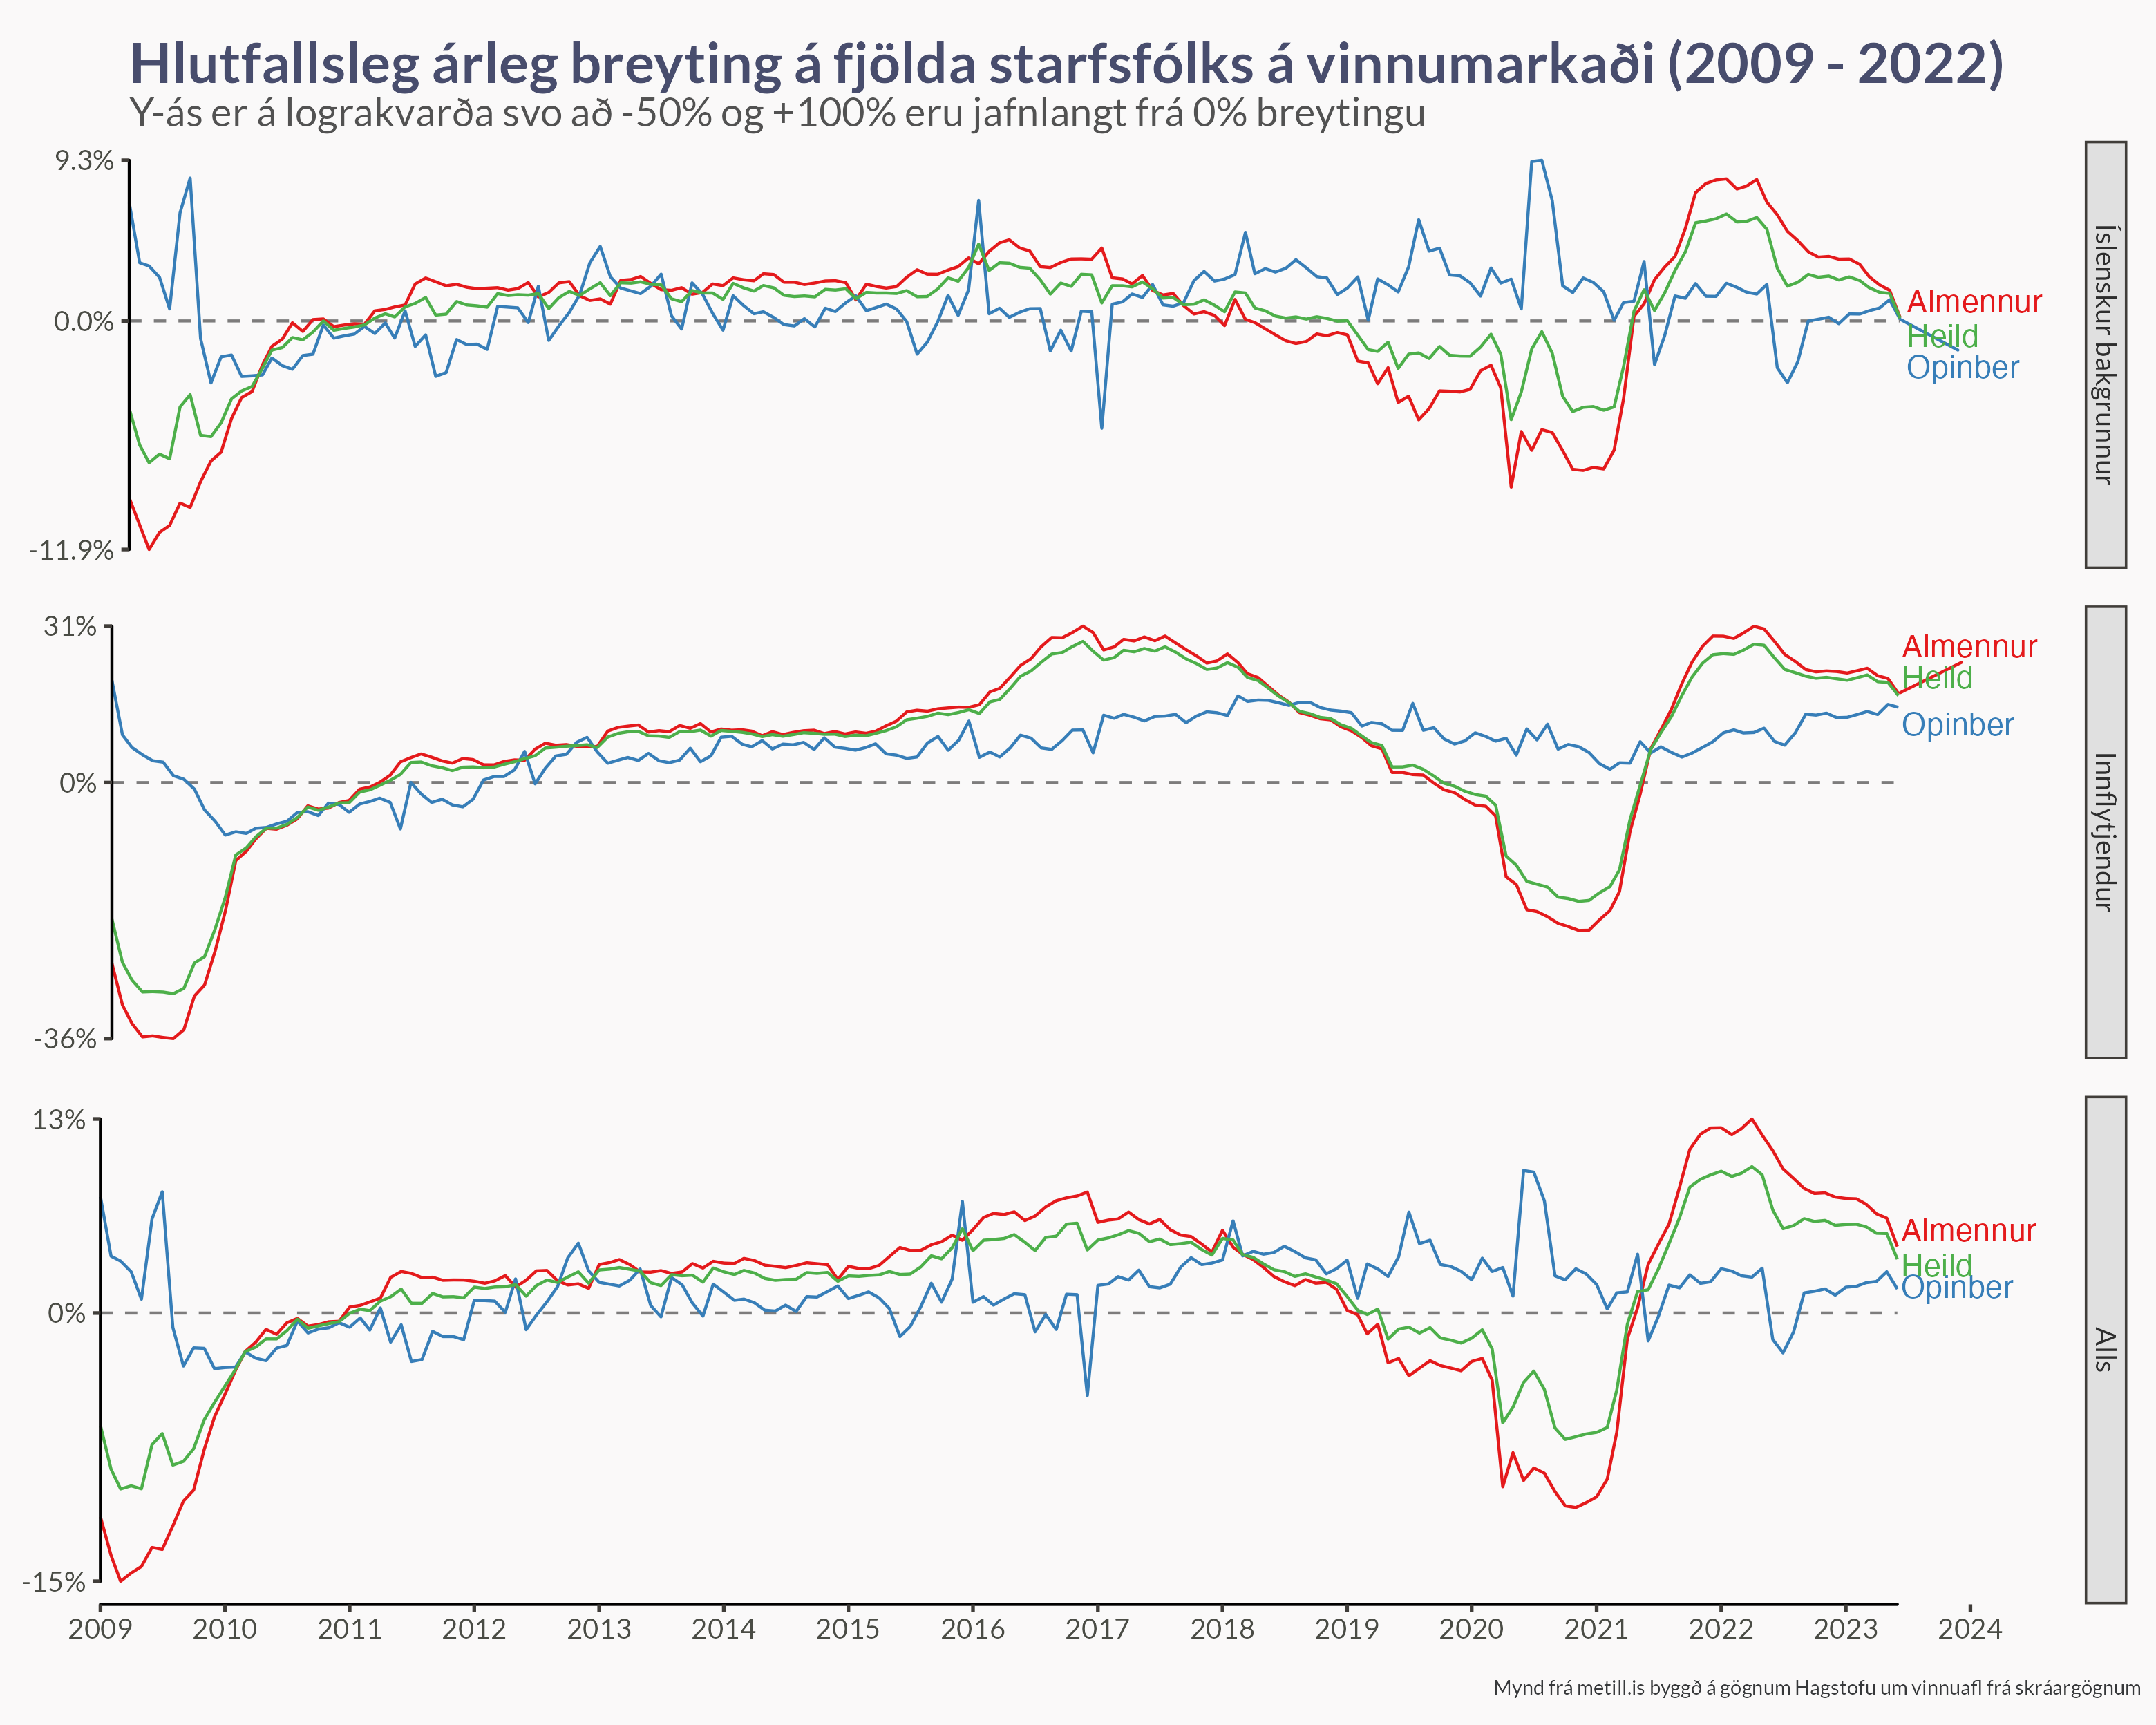 Hlutfallsleg árleg breyting á fjölda starfsfólks á vinnumarkaði (2009 - 2022)
Y-ás er á lograkvarða svo að -50% og +100% eru jafnlangt frá 0% breytingu
9.3%
0.0%
-11.9%
Almennur
Heild
Opinber
Íslenskur bakgrunnur
31%
0%
-36%
Almennur
Heild
Opinber
Innflytjendur
13%
0%
-15%
Almennur
Heild
Opinber
Alls
2009 2010 2011 2012 2013 2014 2015 2016 2017 2018 2019 2020 2021 2022 2023 2024
Mynd frá metill.is byggð á gögnum Hagstofu um vinnuafl frá skráargögnum